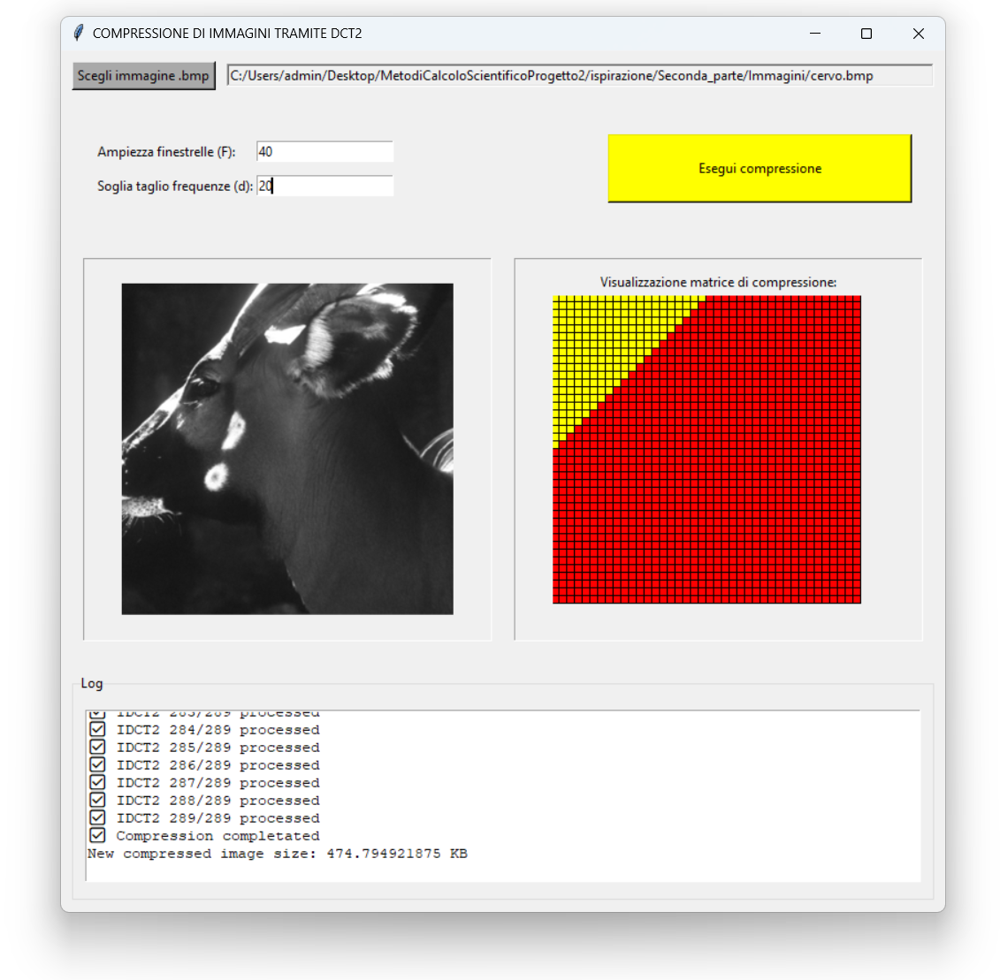 COMPRESSIONE DI IMMAGINI TRAMITE DCT2
Scegli immagine .bmp
C:/Users/admin/Desktop/MetodiCalcoloScientificoProgetto2/ispirazione/Seconda_parte/Immagini/cervo.bmp
Ampiezza finestrelle (F): 40
Soglia taglio frequenze (d): 20
Esegui compressione
Visualizzazione matrice di compressione:
Log
IDCT2 283/289 processed
IDCT2 284/289 processed
IDCT2 285/289 processed
IDCT2 286/289 processed
IDCT2 287/289 processed
IDCT2 288/289 processed
IDCT2 289/289 processed
Compression completated
New compressed image size: 474.794921875 KB